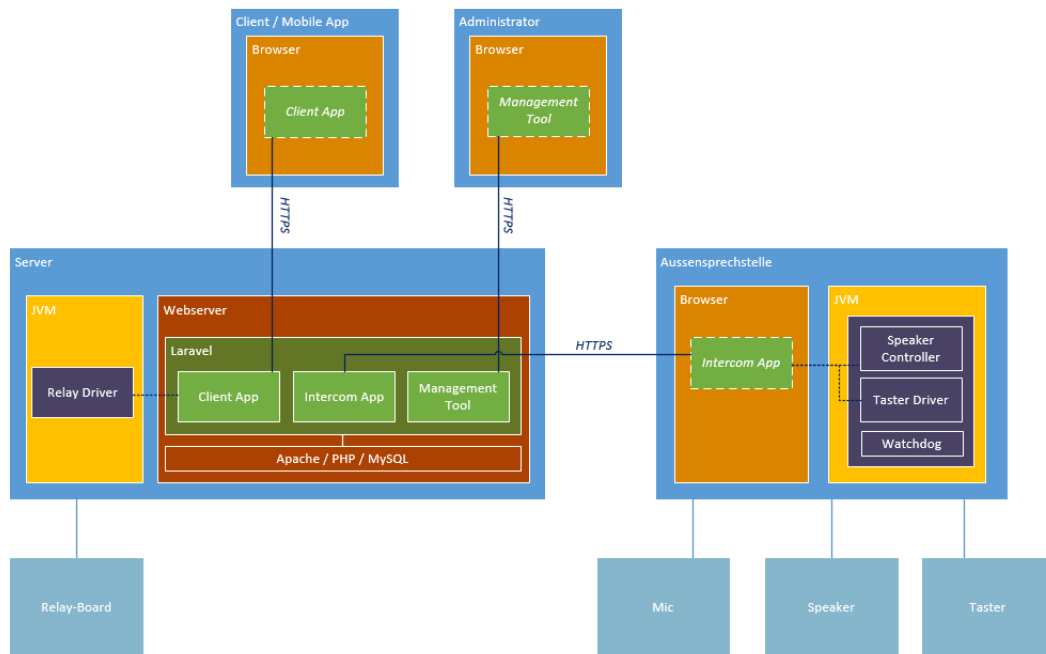 Client / Mobile App
Browser
Client App
Administrator
Browser
Management
Tool
HTTPS
HTTPS
Server
JVM
Relay Driver
Webserver
Laravel
Client App
Intercom App
Management
Tool
Apache / PHP / MySQL
HTTPS
Aussensprechstelle
Browser
Intercom App
JVM
Speaker
Controller
Taster Driver
Watchdog
Relay-Board
Mic
Speaker
Taster